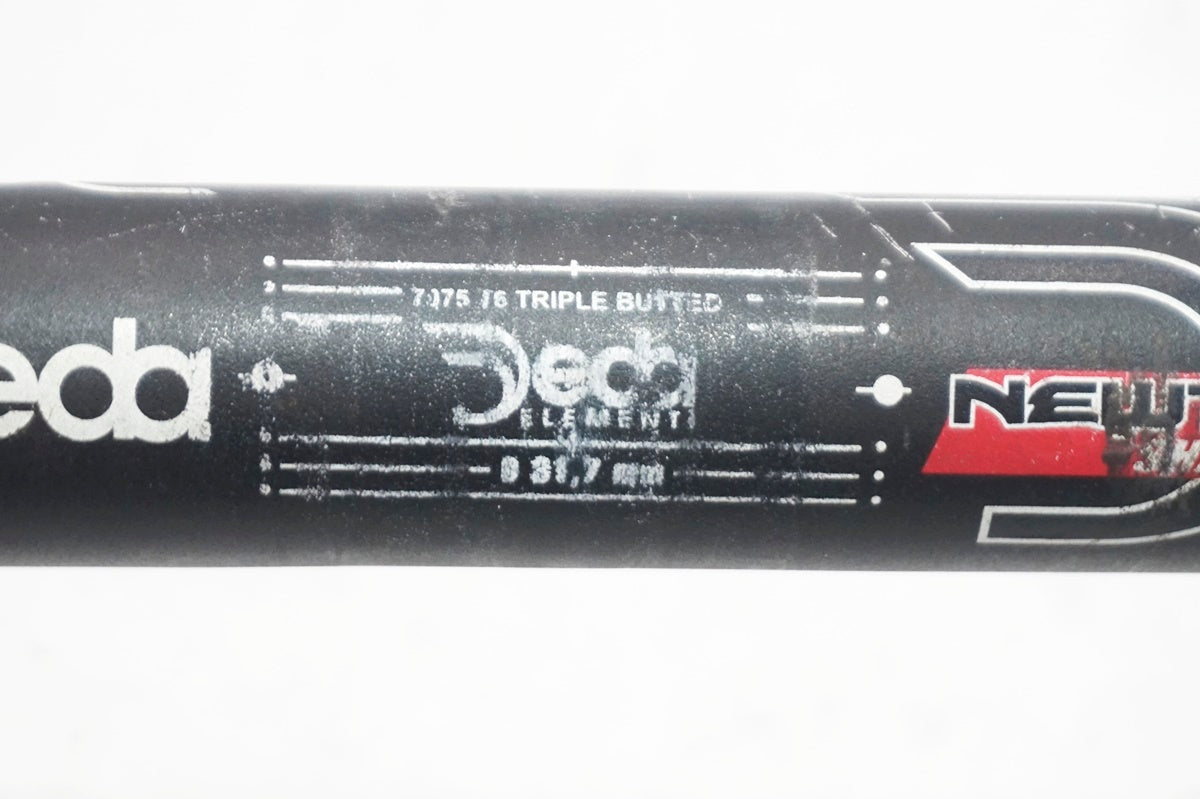 eda
7075 T6 TRIPLE BUTTED
Deda
ELEMENTI
Ø 31,7 mm
NEW